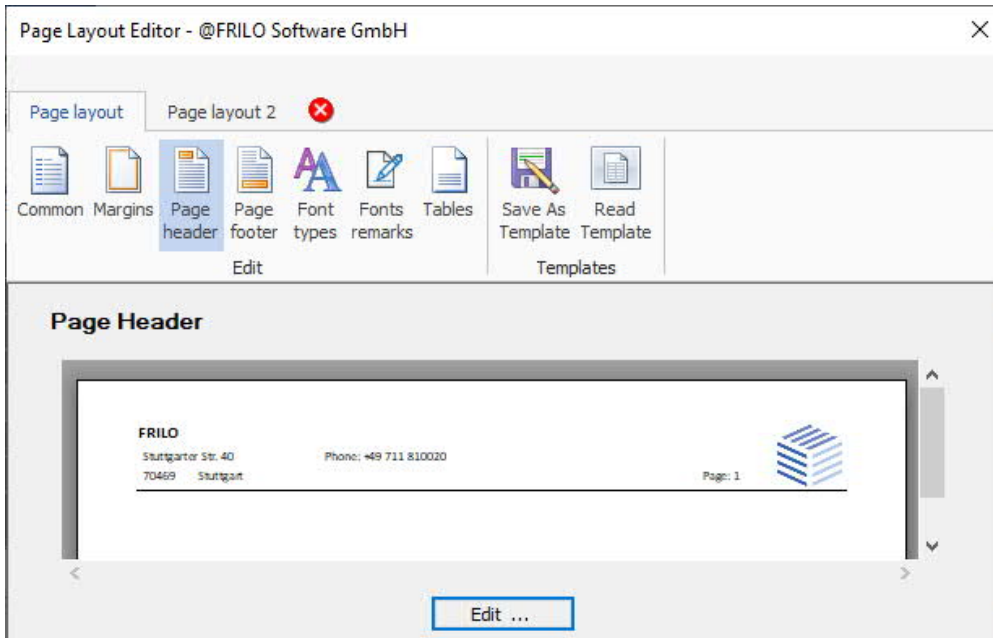 Page Layout Editor - @FRILO Software GmbH
Page layout Page layout 2
Common Margins Page header Page footer Font types Fonts remarks Tables Save As Template Read Template
Edit Templates
Page Header
FRILO
Stuttgarter Str. 40 Phone: +49 711 810020
70469 Stuttgart Page: 1
Edit ...